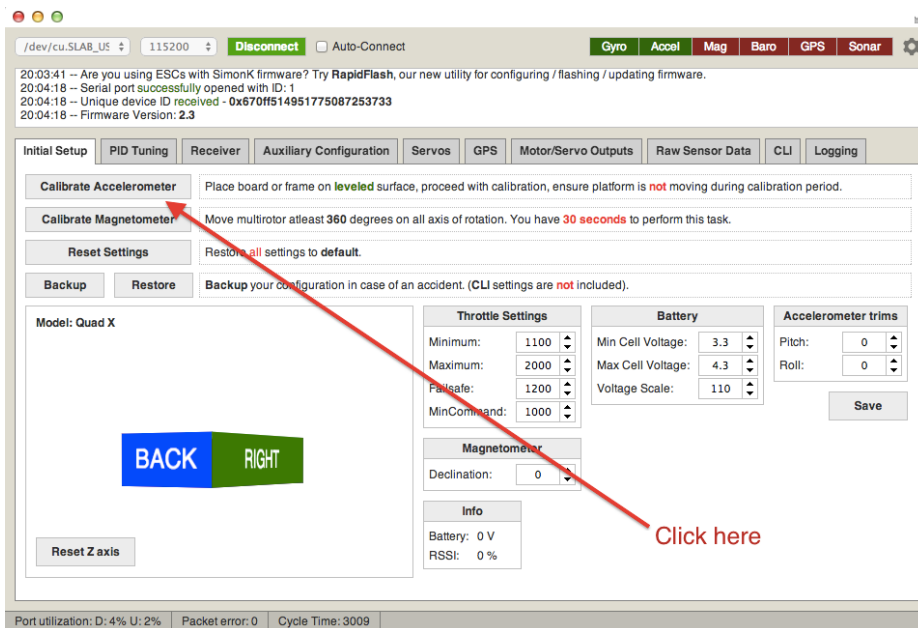 /dev/cu.SLAB_US 115200 Disconnect Auto-Connect Gyro Accel Mag Baro GPS Sonar
20:03:41 -- Are you using ESCs with SimonK firmware? Try RapidFlash, our new utility for configuring / flashing / updating firmware.
20:04:18 -- Serial port successfully opened with ID: 1
20:04:18 -- Unique device ID received - 0x670ff514951775087253733
20:04:18 -- Firmware Version: 2.3
Initial Setup PID Tuning Receiver Auxiliary Configuration Servos GPS Motor/Servo Outputs Raw Sensor Data CLI Logging
Calibrate Accelerometer Place board or frame on leveled surface, proceed with calibration, ensure platform is not moving during calibration period.
Calibrate Magnetometer Move multirotor atleast 360 degrees on all axis of rotation. You have 30 seconds to perform this task.
Reset Settings Restore all settings to default.
Backup Restore Backup your configuration in case of an accident. (CLI settings are not included).
Model: Quad X
BACK RIGHT
Reset Z axis
Throttle Settings
Minimum: 1100
Maximum: 2000
Failsafe: 1200
MinCommand: 1000
Magnetometer
Declination: 0
Info
Battery: 0 V
RSSI: 0 %
Battery
Min Cell Voltage: 3.3
Max Cell Voltage: 4.3
Voltage Scale: 110
Accelerometer trims
Pitch: 0
Roll: 0
Save
Click here
Port utilization: D: 4% U: 2% Packet error: 0 Cycle Time: 3009